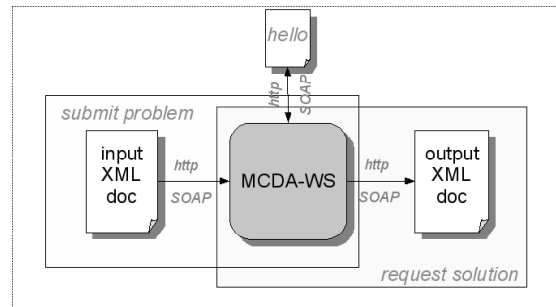 hello
http
SOAP
submit problem
input
XML
doc
http
SOAP
MCDA-WS
http
SOAP
output
XML
doc
request solution